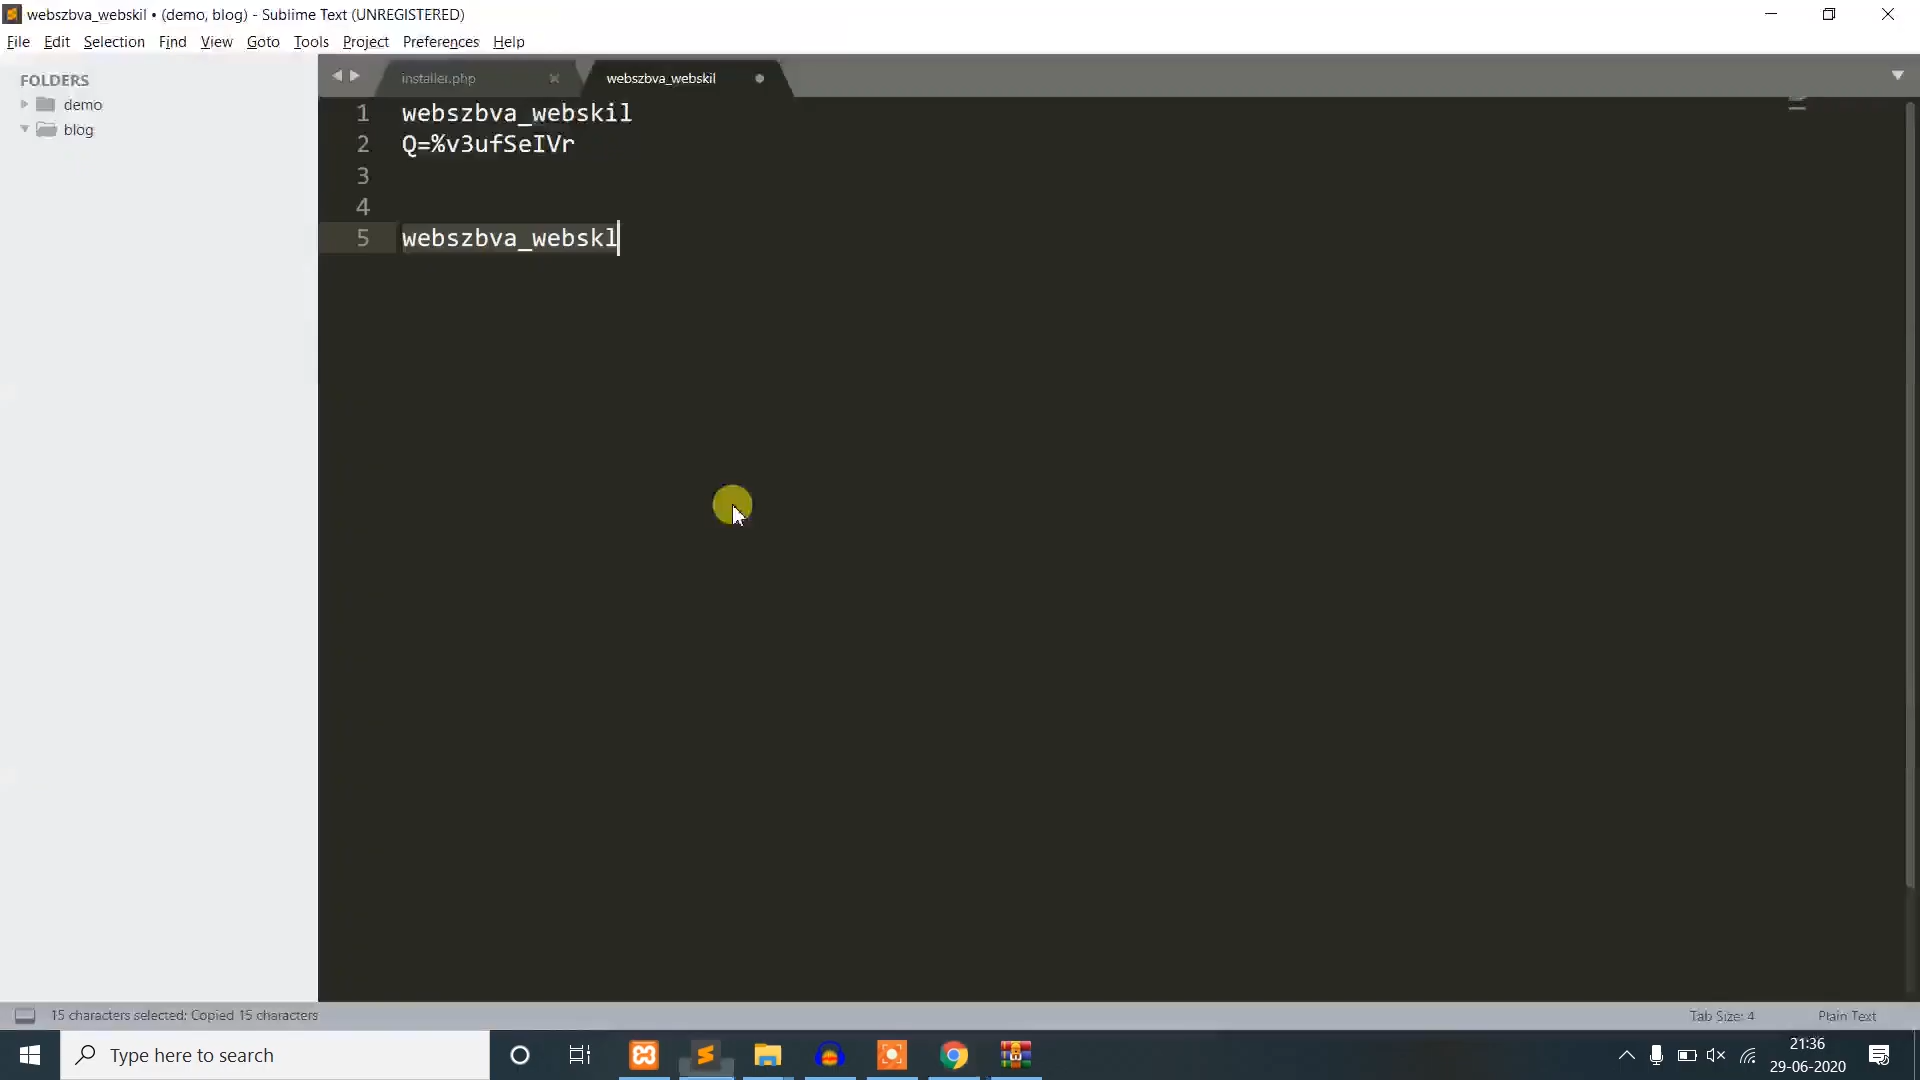 webszbva_webskil • (demo, blog) - Sublime Text (UNREGISTERED)
File Edit Selection Find View Goto Tools Project Preferences Help
FOLDERS
demo
blog
installer.php
webszbva_webskil
1 webszbva_webskil
2 Q=%v3ufSeIVr
3
4
5 webszbva_webskl
15 characters selected: Copied 15 characters
Tab Size: 4
Plain Text
Type here to search
21:36
29-06-2020